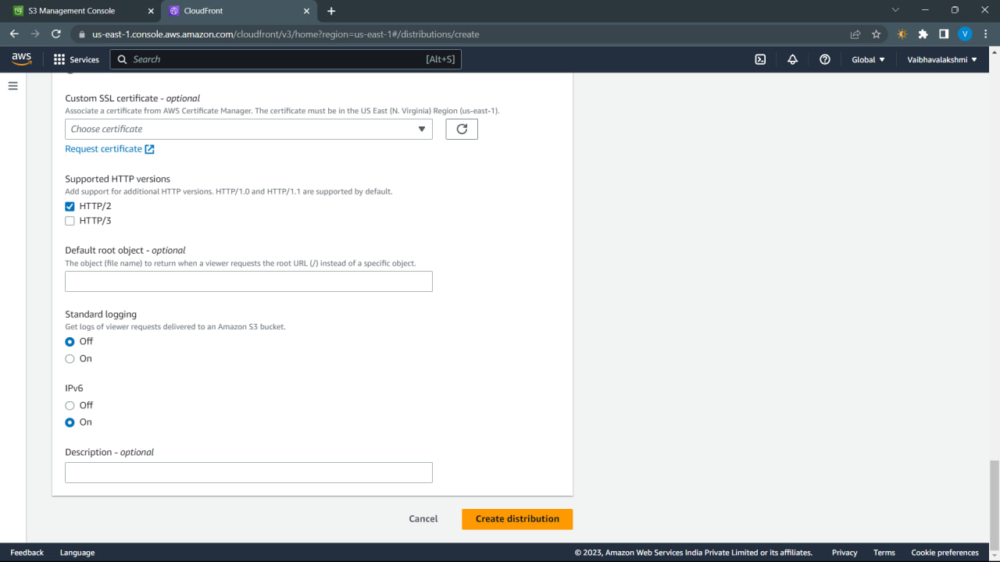 S3 Management Console
CloudFront
us-east-1.console.aws.amazon.com/cloudfront/v3/home?region=us-east-1#/distributions/create
V
aws Services Search [Alt+S] Global Vaibhavalakshmi
Custom SSL certificate - optional
Associate a certificate from AWS Certificate Manager. The certificate must be in the US East (N. Virginia) Region (us-east-1).
Choose certificate
Request certificate
Supported HTTP versions
Add support for additional HTTP versions. HTTP/1.0 and HTTP/1.1 are supported by default.
HTTP/2
HTTP/3
Default root object - optional
The object (file name) to return when a viewer requests the root URL (/) instead of a specific object.
Standard logging
Get logs of viewer requests delivered to an Amazon S3 bucket.
Off
On
IPv6
Off
On
Description - optional
Cancel Create distribution
Feedback Language © 2023, Amazon Web Services India Private Limited or its affiliates. Privacy Terms Cookie preferences